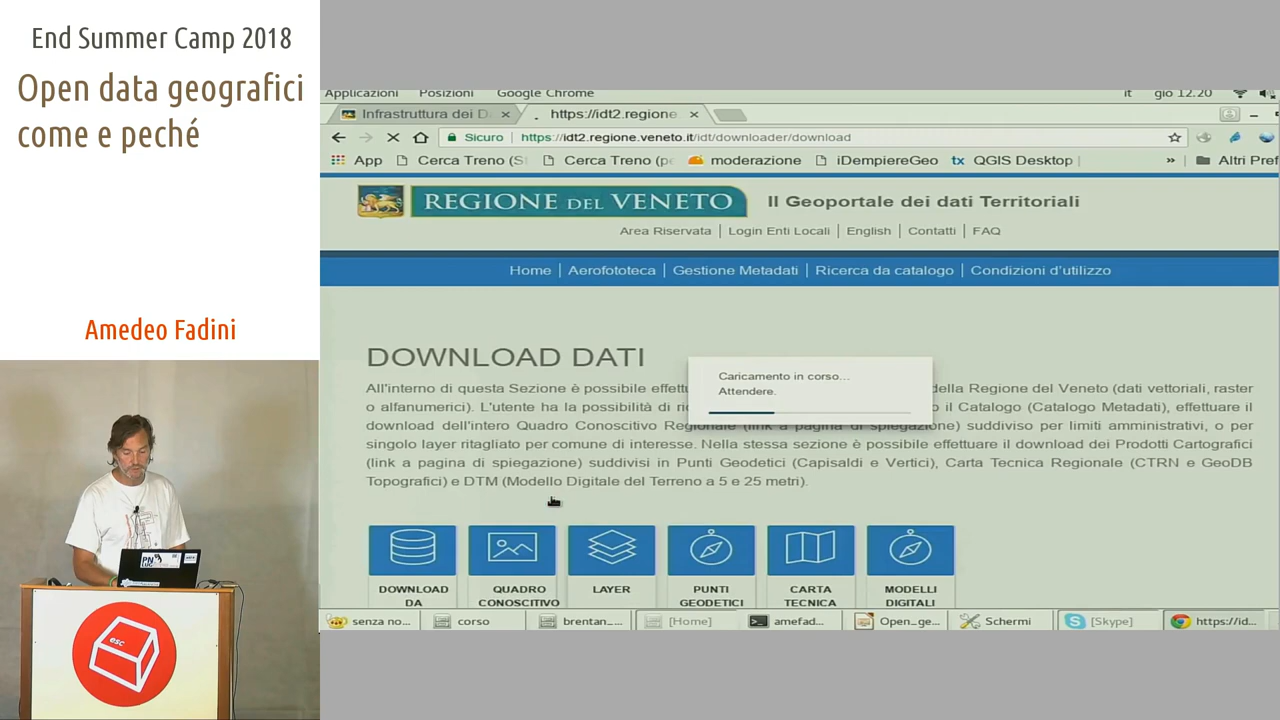 End Summer Camp 2018
Open data geografici
come e peché
Amedeo Fadini
esc
PN
LUG
Applicazioni Posizioni Google Chrome it gio 12.20
Infrastruttura dei D https://idt2.regione
Sicuro https://idt2.regione.veneto.it/idt/downloader/download
App Cerca Treno (S Cerca Treno (pe moderazione iDempiereGeo tx QGIS Desktop | » Altri Pref
REGIONE DEL VENETO Il Geoportale dei dati Territoriali
Area Riservata | Login Enti Locali | English | Contatti | FAQ
Home | Aerofototeca | Gestione Metadati | Ricerca da catalogo | Condizioni d'utilizzo
DOWNLOAD DATI
Caricamento in corso...
Attendere.
All'interno di questa Sezione è possibile effettu della Regione del Veneto (dati vettoriali, raster
o alfanumerici). L'utente ha la possibilità di ric o il Catalogo (Catalogo Metadati), effettuare il
download dell'intero Quadro Conoscitivo Regionale (link a pagina di spiegazione) suddiviso per limiti amministrativi, o per
singolo layer ritagliato per comune di interesse. Nella stessa sezione è possibile effettuare il download dei Prodotti Cartografici
(link a pagina di spiegazione) suddivisi in Punti Geodetici (Capisaldi e Vertici), Carta Tecnica Regionale (CTRN e GeoDB
Topografici) e DTM (Modello Digitale del Terreno a 5 e 25 metri).
DOWNLOAD
DA
QUADRO
CONOSCITIVO
LAYER
PUNTI
GEODETICI
CARTA
TECNICA
MODELLI
DIGITALI
senza no... corso brentan_... [Home] amefad... Open_ge... Schermi [Skype] https://id...